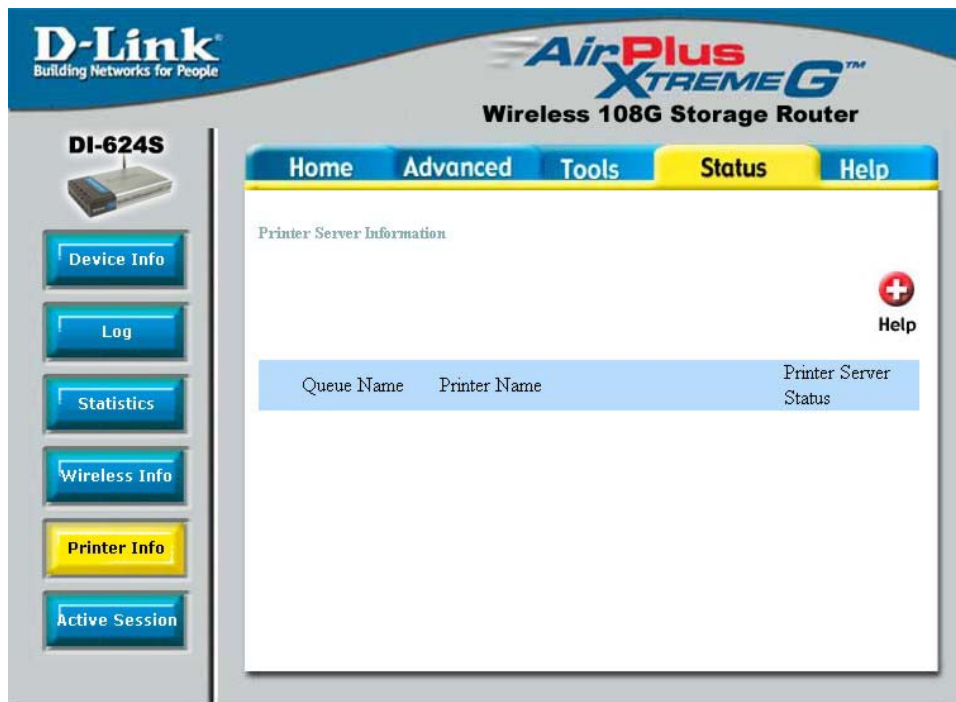 D-Link
Building Networks for People
AirPlus
XTREME G™
Wireless 108G Storage Router
DI-624S
Home Advanced Tools Status Help
Printer Server Information
Device Info
Help
Log
Queue Name Printer Name Printer Server Status
Statistics
Wireless Info
Printer Info
Active Session